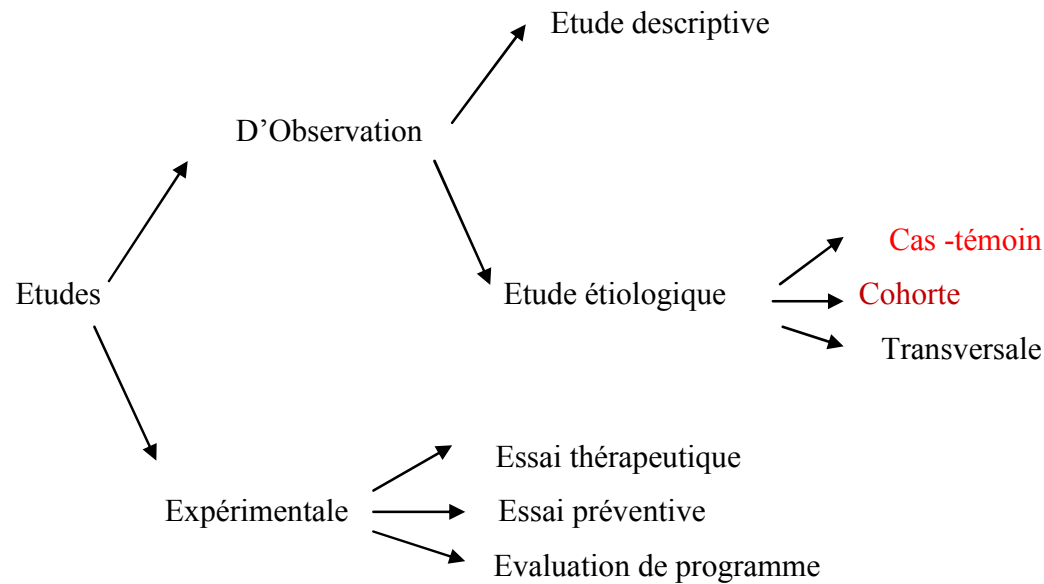 Etude descriptive
D’Observation
Cas -témoin
Etudes
Etude étiologique
Cohorte
Transversale
Essai thérapeutique
Expérimentale
Essai préventive
Evaluation de programme